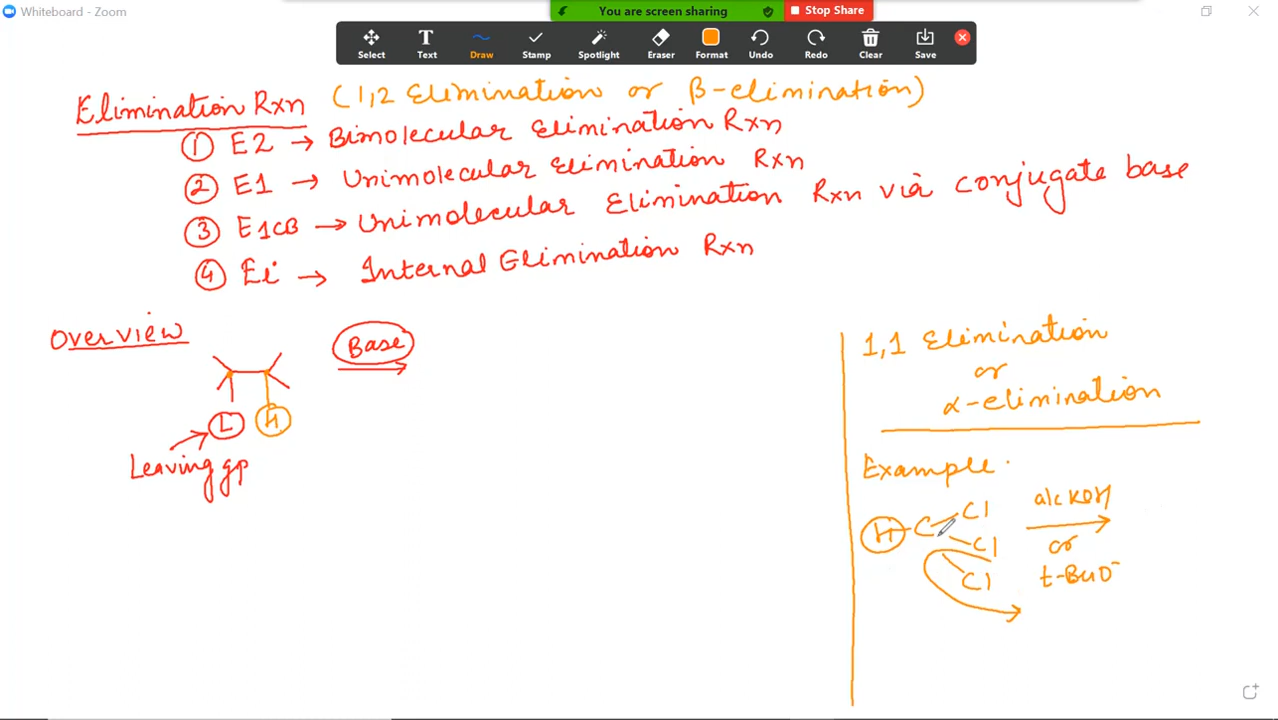 Whiteboard - Zoom
You are screen sharing
Stop Share
Select
Text
Draw
Stamp
Spotlight
Eraser
Format
Undo
Redo
Clear
Save
Elimination Rxn (1,2 Elimination or β-elimination)
① E2 → Bimolecular Elimination Rxn
② E1 → Unimolecular Elimination Rxn
③ E1cB → Unimolecular Elimination Rxn via conjugate base
④ Ei → Internal Elimination Rxn
Overview
Base
L H
Leaving gp
1,1 Elimination
or
α-elimination
Example
H-C Cl
Cl
Cl
alc KOH
or
t-BuO⁻